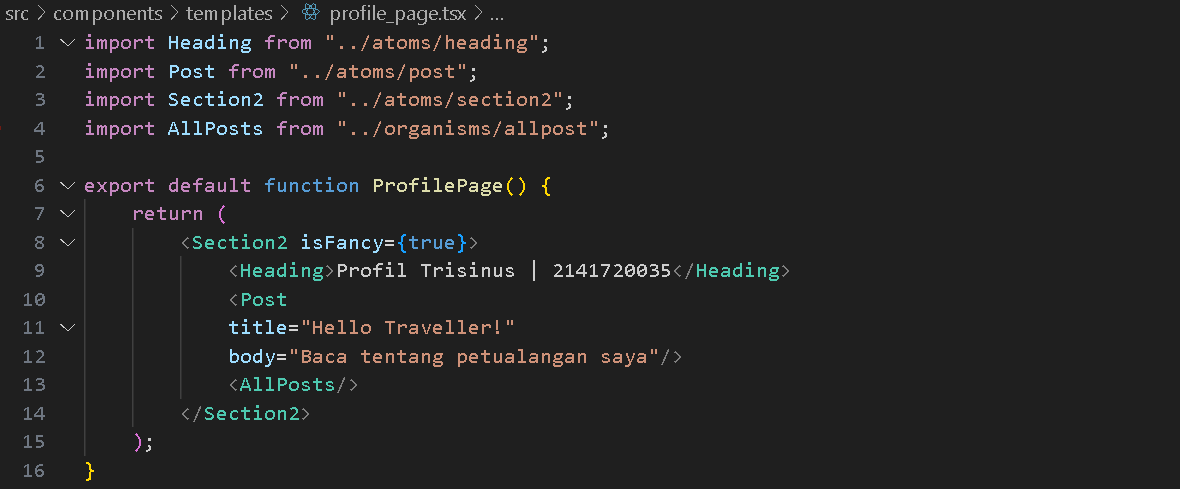 src > components > templates > profile_page.tsx > ...
1 import Heading from "../atoms/heading";
2 import Post from "../atoms/post";
3 import Section2 from "../atoms/section2";
4 import AllPosts from "../organisms/allpost";
5
6 export default function ProfilePage() {
7     return (
8         <Section2 isFancy={true}>
9             <Heading>Profil Trisinus | 2141720035</Heading>
10             <Post
11             title="Hello Traveller!"
12             body="Baca tentang petualangan saya"/>
13             <AllPosts/>
14         </Section2>
15     );
16 }